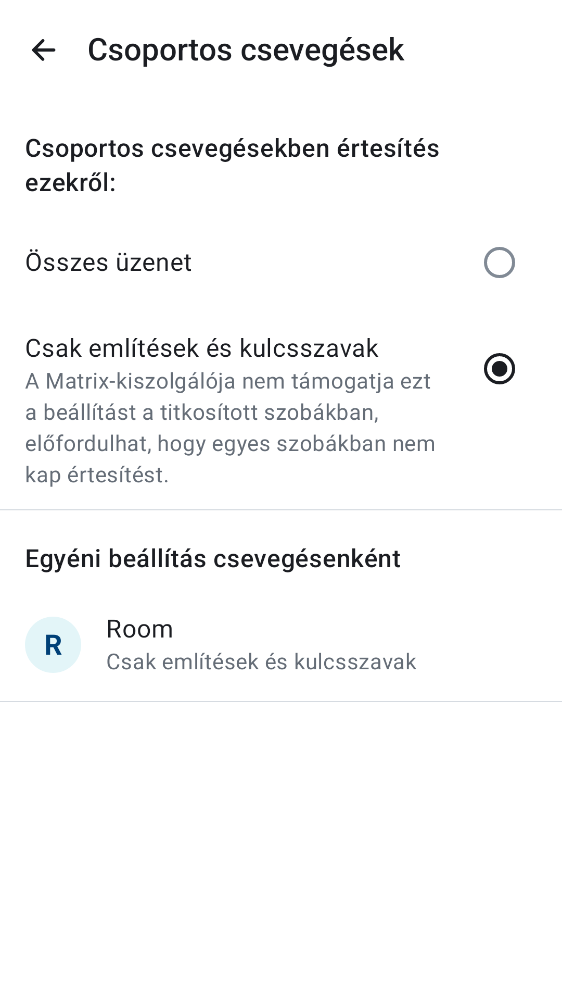 Csoportos csevegések
Csoportos csevegésekben értesítés
ezekről:
Összes üzenet
Csak említések és kulcsszavak
A Matrix-kiszolgálója nem támogatja ezt
a beállítást a titkosított szobákban,
előfordulhat, hogy egyes szobákban nem
kap értesítést.
Egyéni beállítás csevegésenként
R
Room
Csak említések és kulcsszavak